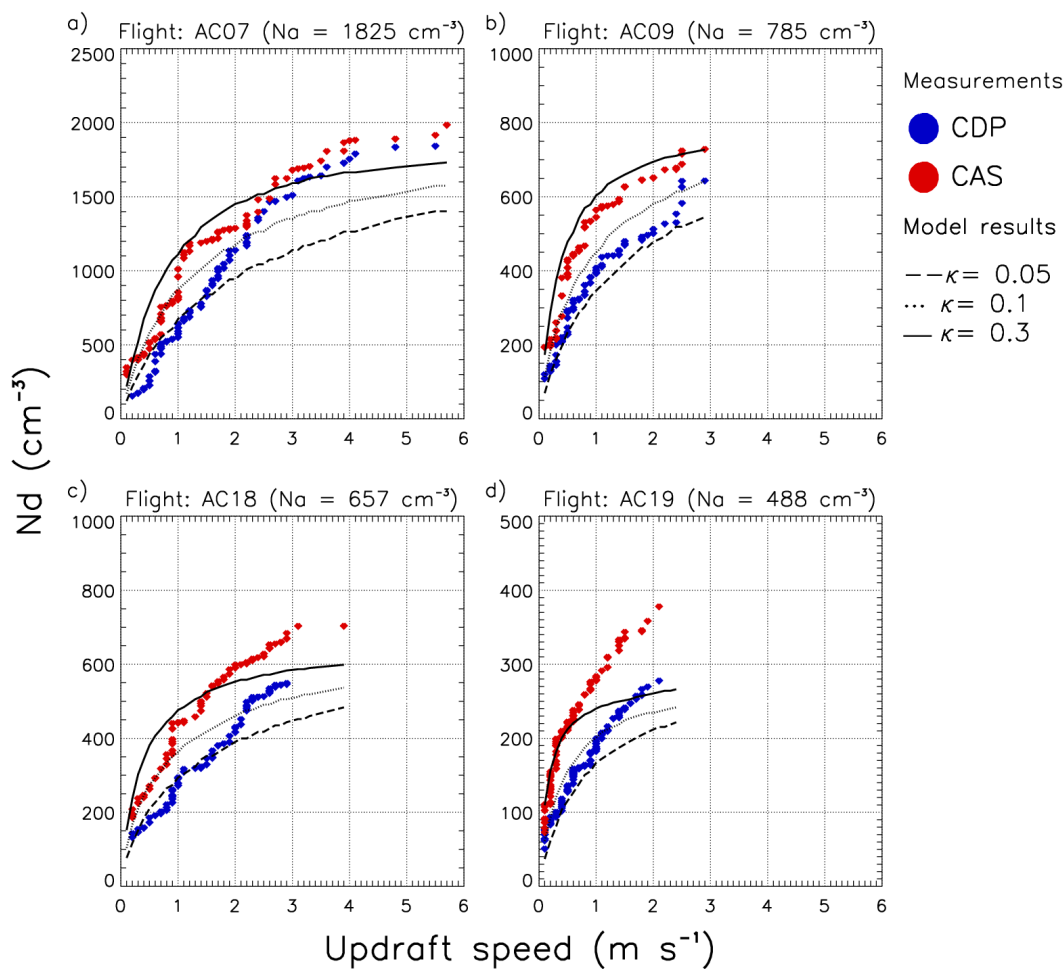 a) Flight: AC07 (Na = 1825 cm⁻³)
2500
2000
1500
1000
500
0
0 1 2 3 4 5 6
b) Flight: AC09 (Na = 785 cm⁻³)
1000
800
600
400
200
0
0 1 2 3 4 5 6
Measurements
CDP
CAS
Model results
κ= 0.05
κ= 0.1
κ= 0.3
c) Flight: AC18 (Na = 657 cm⁻³)
1000
800
600
400
200
0
0 1 2 3 4 5 6
d) Flight: AC19 (Na = 488 cm⁻³)
500
400
300
200
100
0
0 1 2 3 4 5 6
Nd (cm⁻³)
Updraft speed (m s⁻¹)